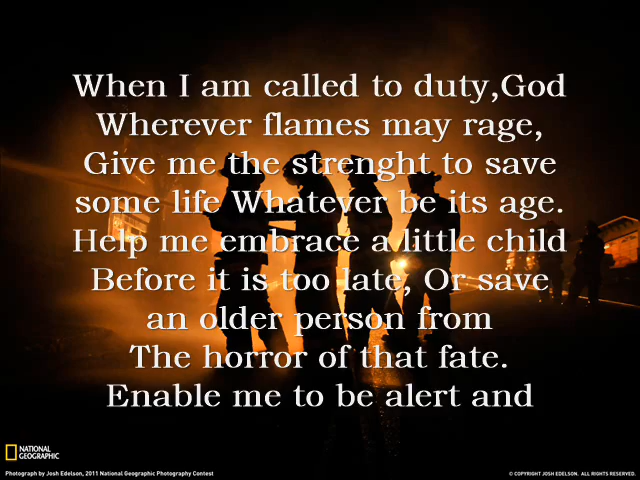 When I am called to duty,God
Wherever flames may rage,
Give me the strenght to save
some life Whatever be its age.
Help me embrace a little child
Before it is too late, Or save
an older person from
The horror of that fate.
Enable me to be alert and
NATIONAL
GEOGRAPHIC
Photograph by Josh Edelson, 2011 National Geographic Photography Contest
© COPYRIGHT JOSH EDELSON. ALL RIGHTS RESERVED.